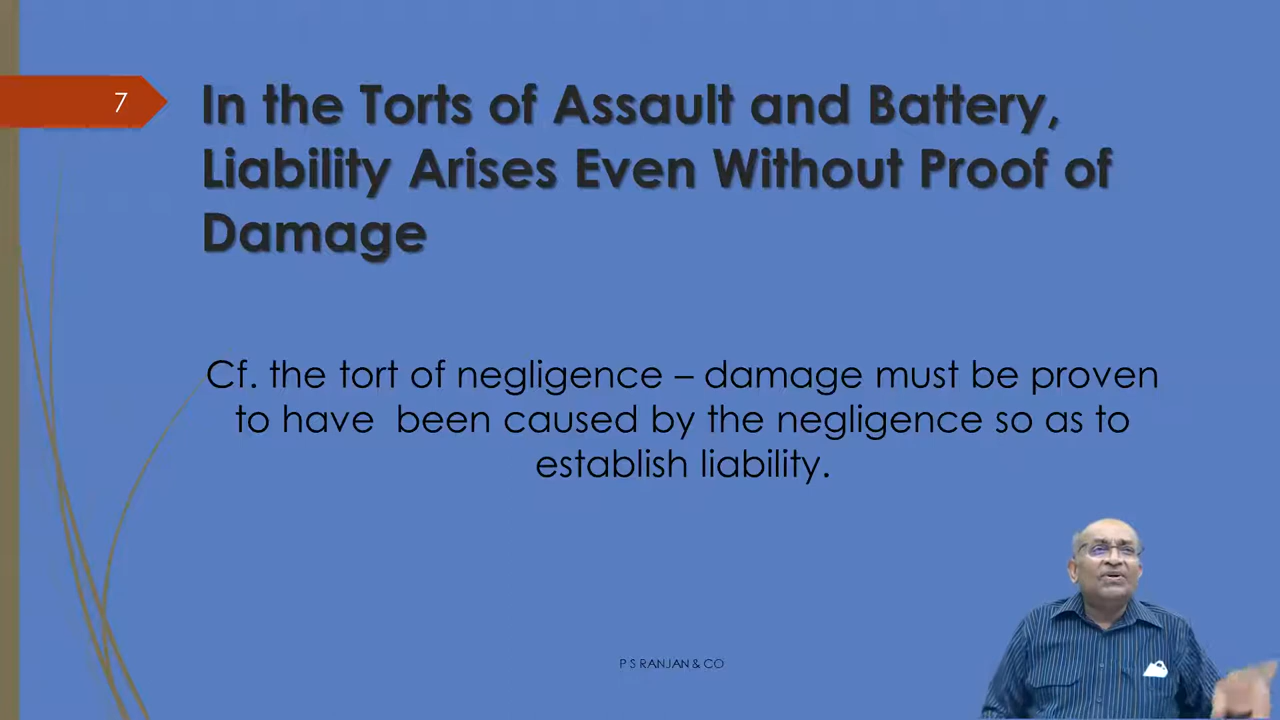 7
In the Torts of Assault and Battery,
Liability Arises Even Without Proof of
Damage
Cf. the tort of negligence – damage must be proven
to have been caused by the negligence so as to
establish liability.
P S RANJAN & CO